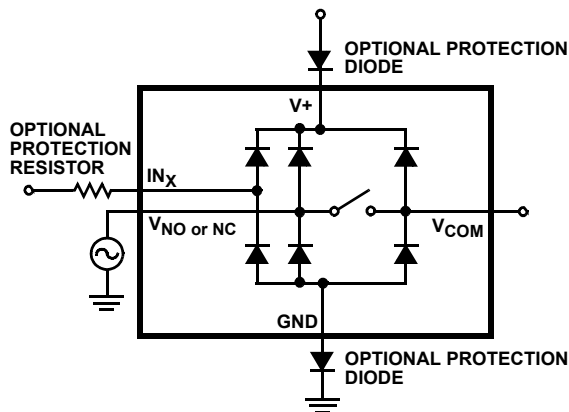 OPTIONAL PROTECTION
DIODE
V+
OPTIONAL
PROTECTION
RESISTOR
INX
VNO or NC
VCOM
GND
OPTIONAL PROTECTION
DIODE